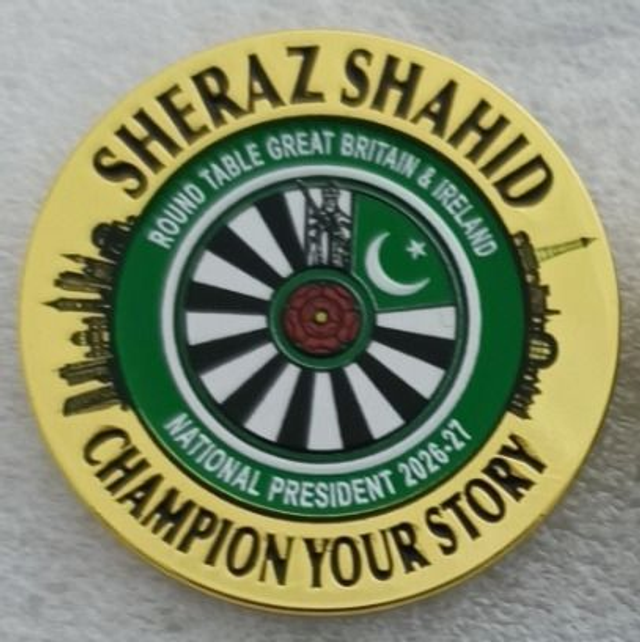 SHERAZ SHAHID
ROUND TABLE GREAT BRITAIN & IRELAND
NATIONAL PRESIDENT 2026-27
CHAMPION YOUR STORY